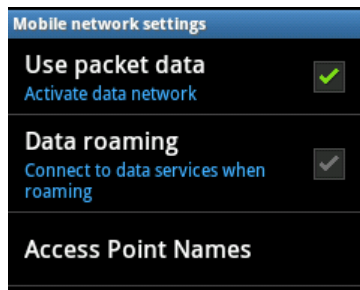 Mobile network settings
Use packet data
Activate data network
Data roaming
Connect to data services when
roaming
Access Point Names